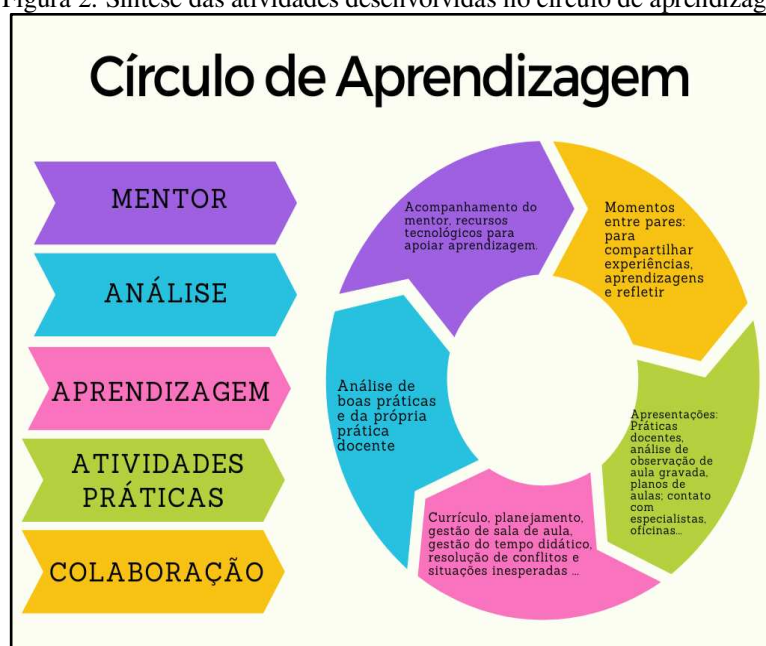 Figura 2: Síntese das atividades desenvolvidas no círculo de
Círculo de Aprendizagem
MENTOR
ANÁLISE
APRENDIZAGEM
ATIVIDADES
PRÁTICAS
COLABORAÇÃO
Acompanhamento do
mentor, recursos
tecnológicos para
apoiar aprendizagem.
Momentos
entre pares:
para
compartilhar
experiências,
aprendizagens
e refletir
Apresentações:
Práticas
docentes,
análise de
observação de
aula gravada,
planos de
aulas; contato
com
especialistas,
oficinas...
Currículo, planejamento,
gestão de sala de aula,
gestão do tempo didático,
resolução de conflitos e
situações inesperadas ...
Análise de
boas práticas
e da própria
prática
docente